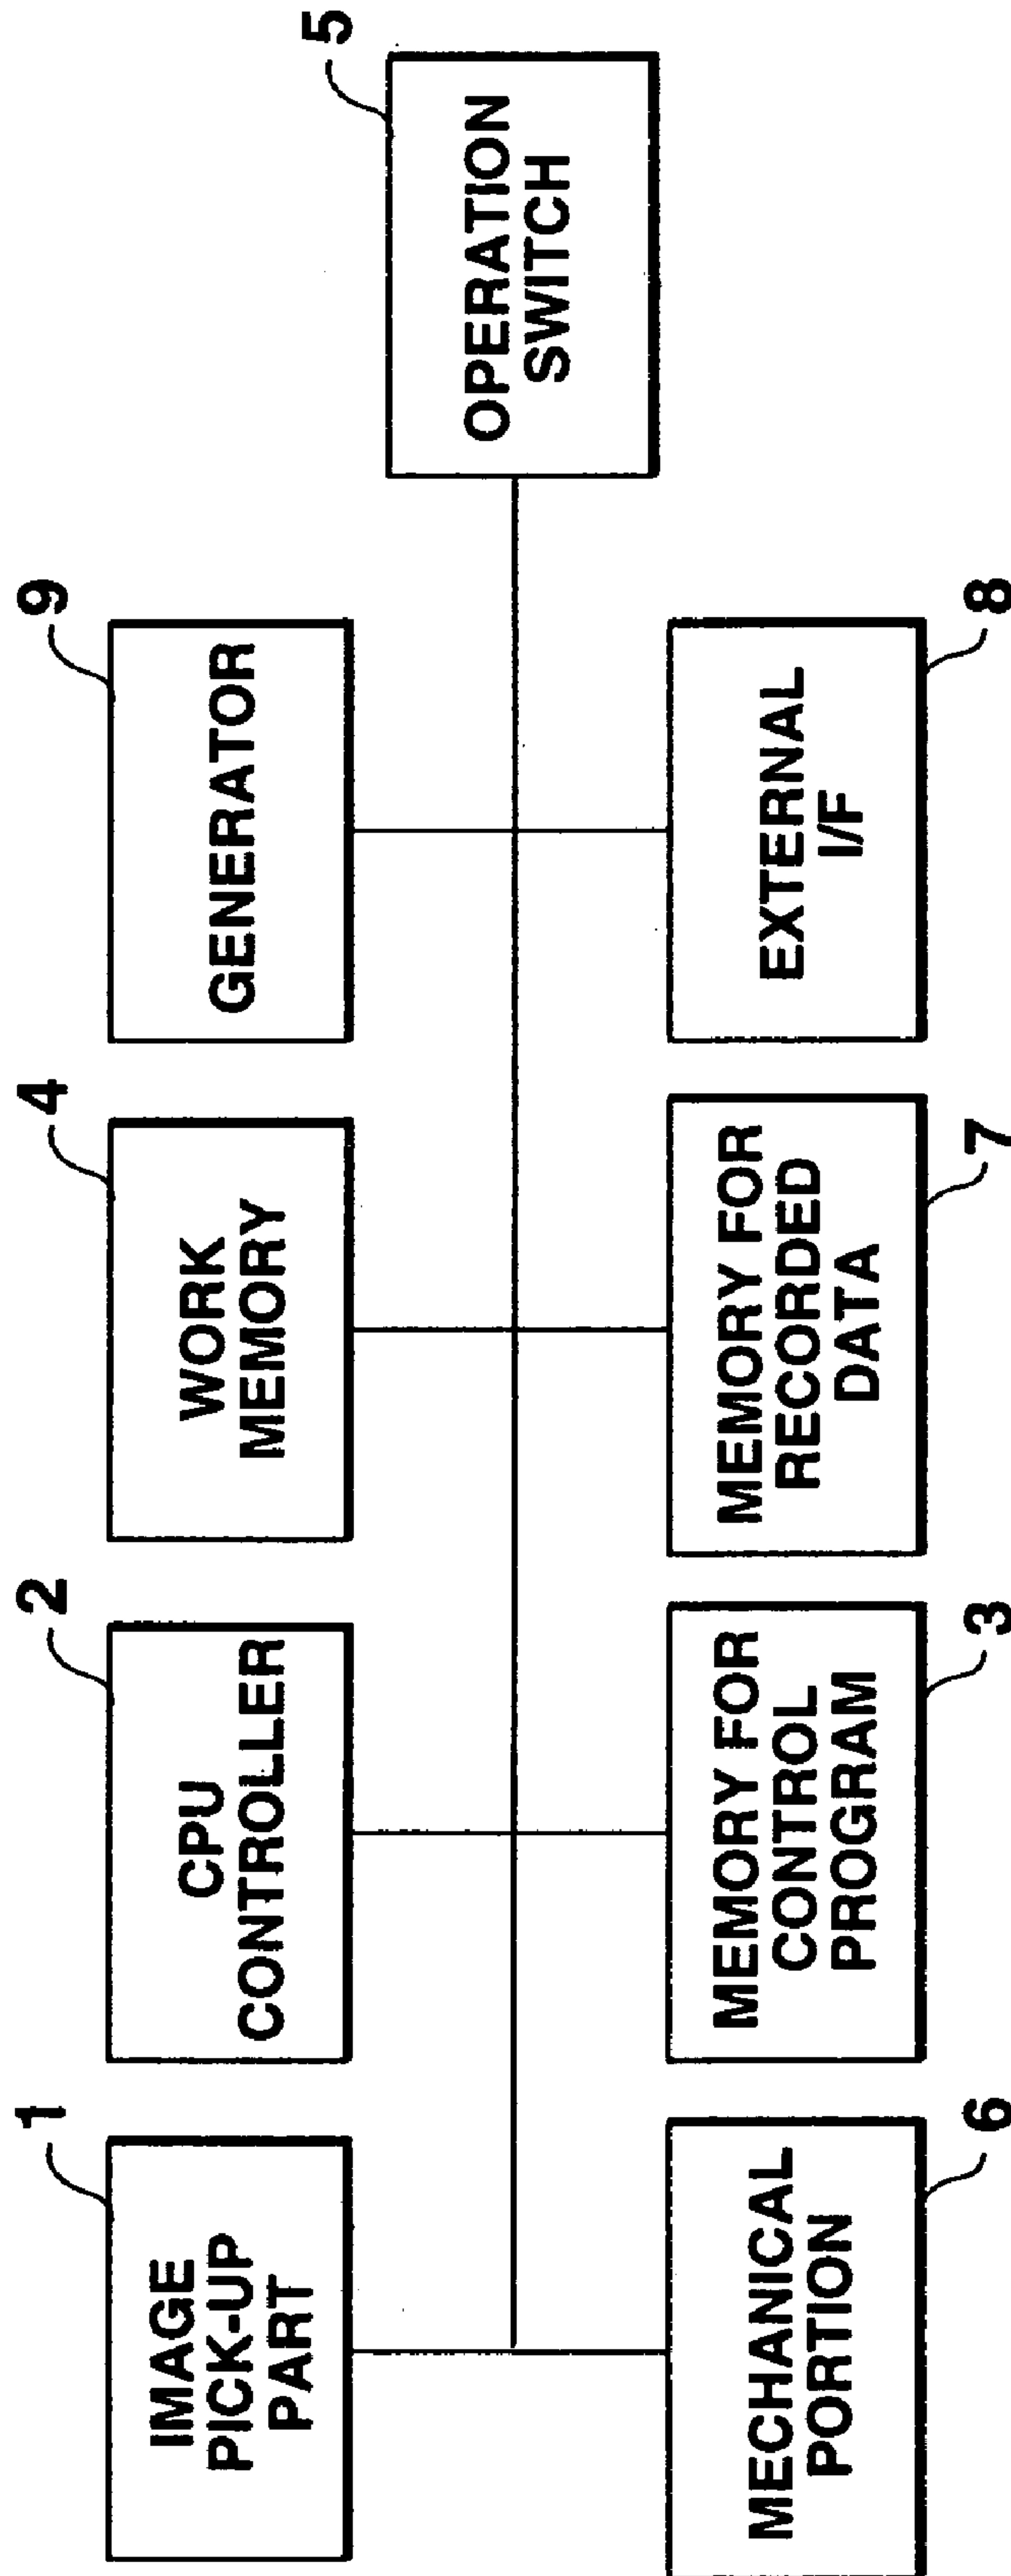 1
IMAGE
PICK-UP
PART
2
CPU
CONTROLLER
4
WORK
MEMORY
9
GENERATOR
5
OPERATION
SWITCH
MECHANICAL
PORTION
6
MEMORY FOR
CONTROL
PROGRAM
3
MEMORY FOR
RECORDED
DATA
7
EXTERNAL
I/F
8